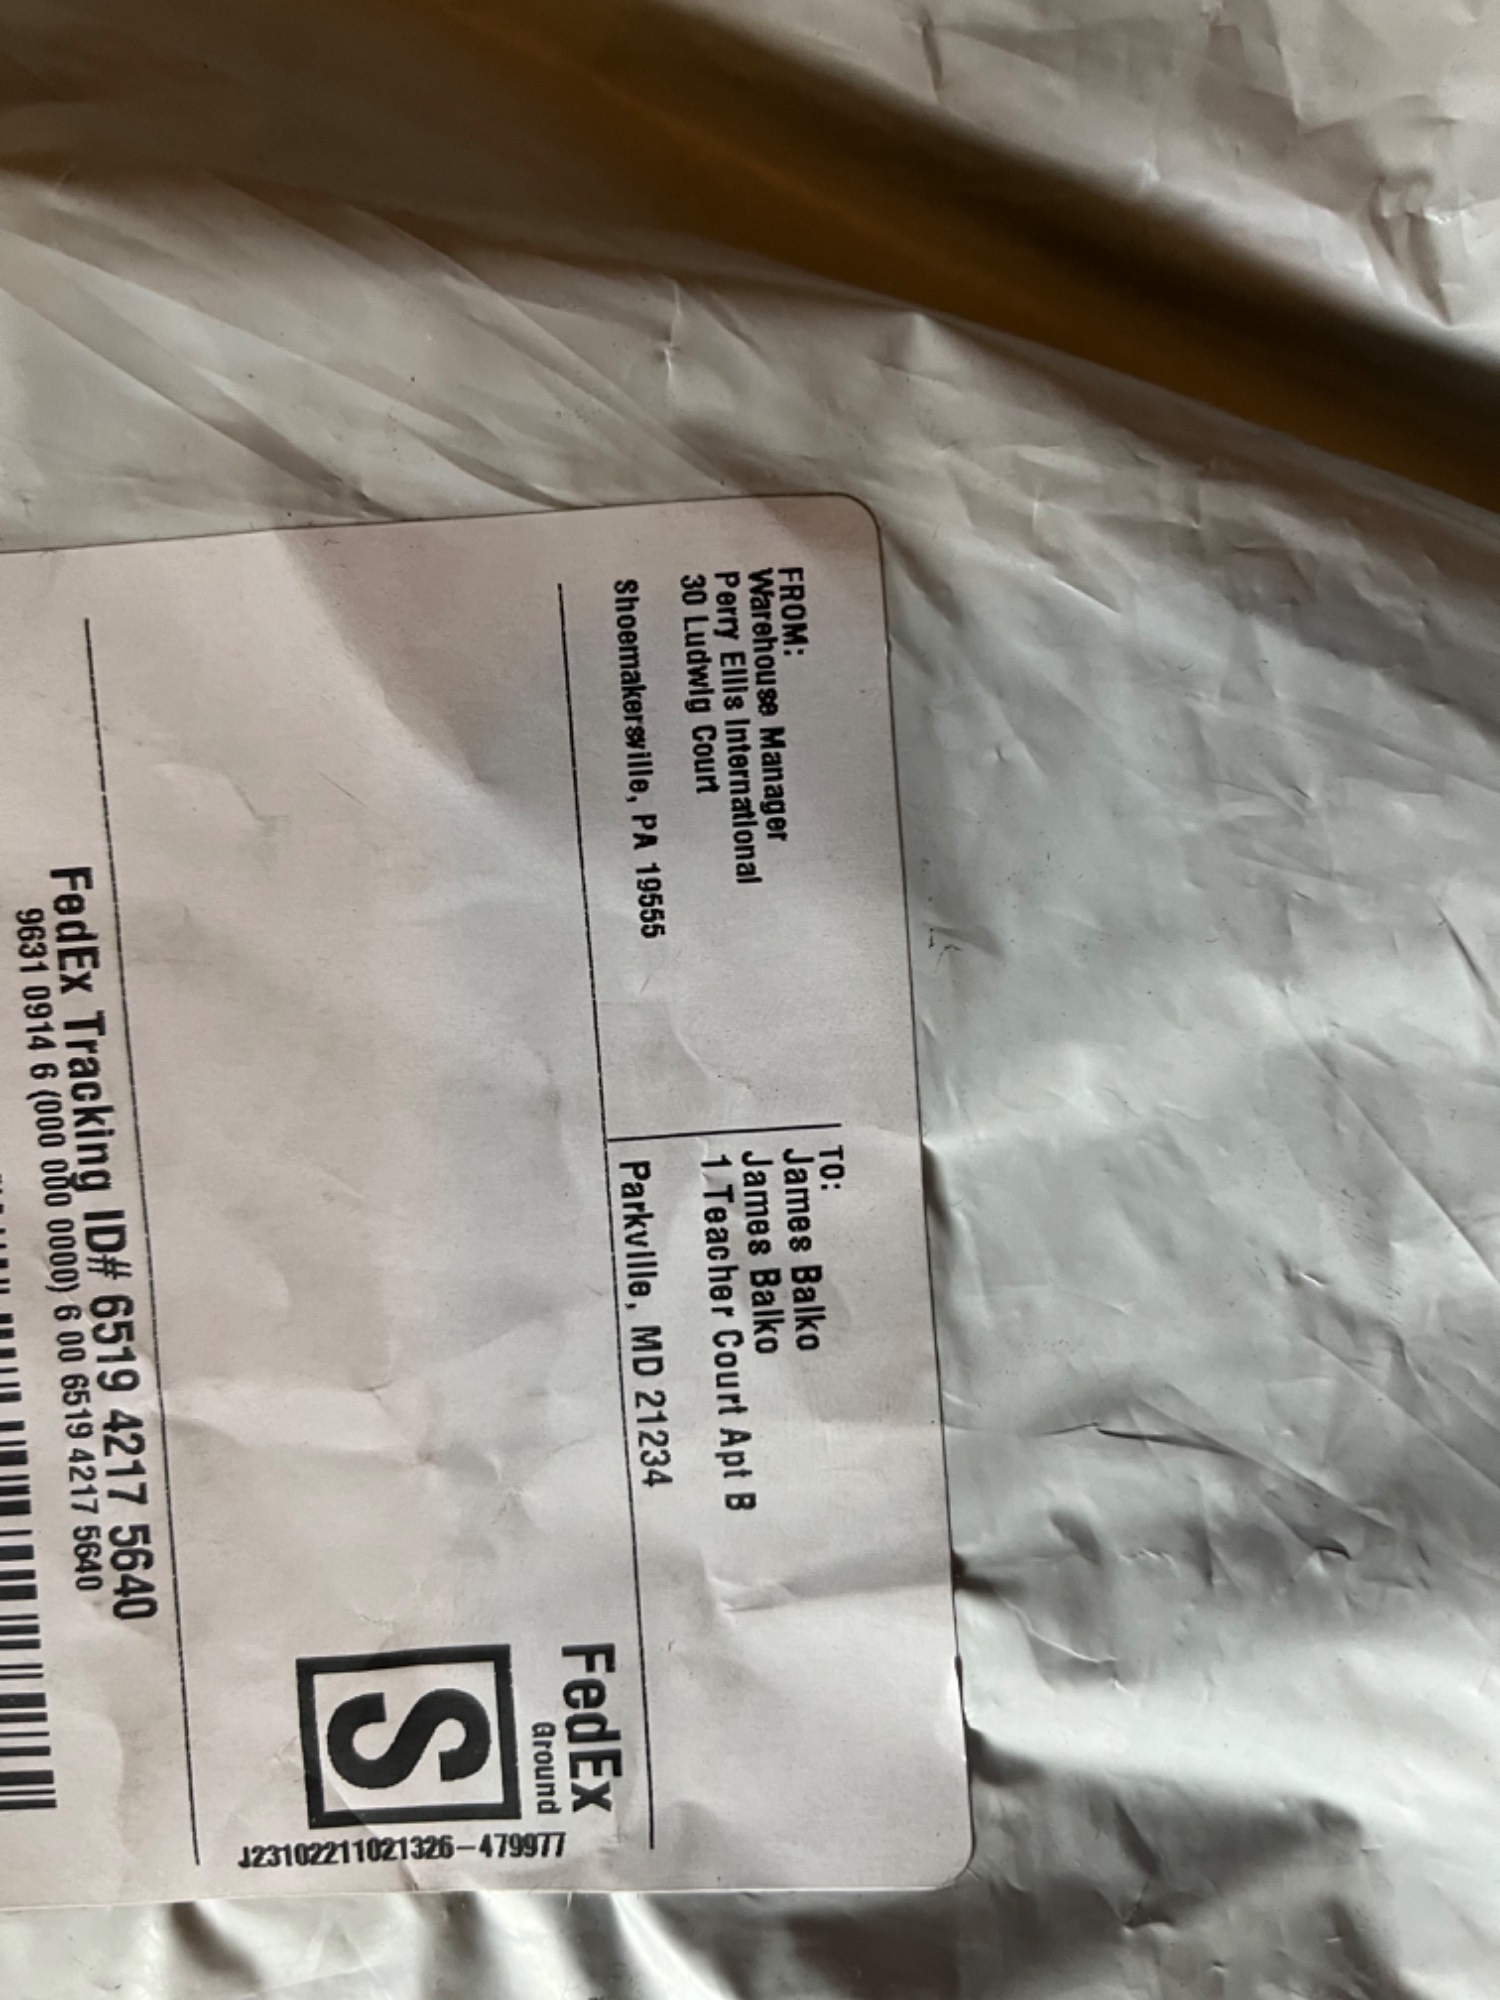 FROM:
Warehouse Manager
Perry Ellis International
30 Ludwig Court
Shoemakersville, PA 19555
TO:
James Balko
James Balko
1 Teacher Court Apt B
Parkville, MD 21234
FedEx
Ground
S
J23102211021326-479977
FedEx Tracking ID# 6519 4217 5640
9631 0914 6 (000 000 0000) 6 00 6519 4217 5640